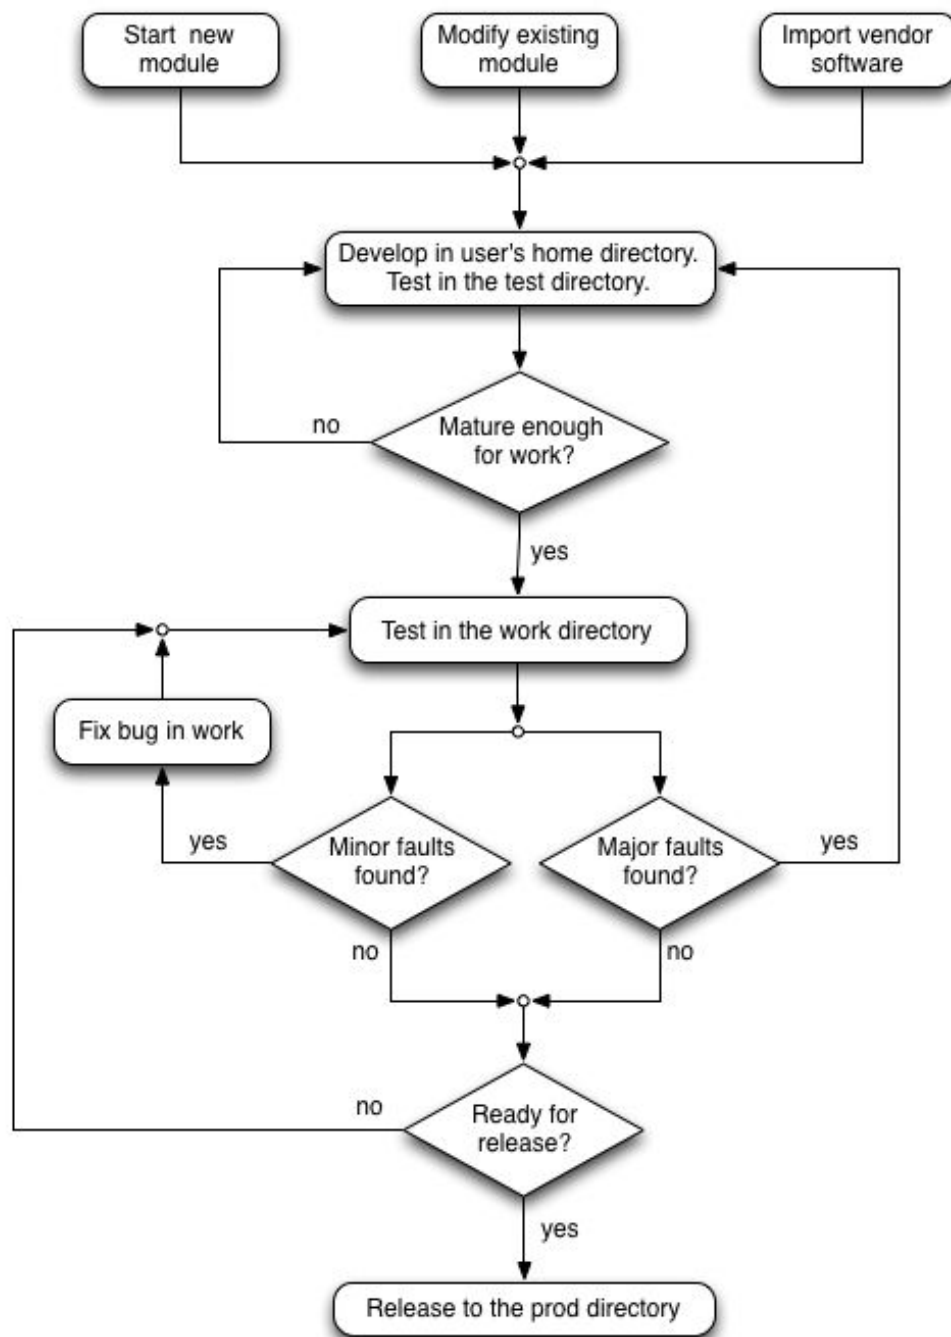 Start new
module
Modify existing
module
Import vendor
software
Develop in user's home directory.
Test in the test directory.
no
Mature enough
for work?
yes
Test in the work directory
Fix bug in work
yes
Minor faults
found?
Major faults
found?
yes
no
no
no
Ready for
release?
yes
Release to the prod directory